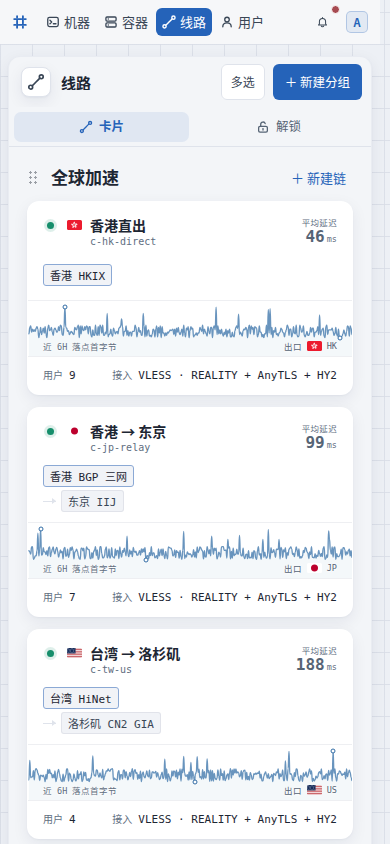 机器 容器 线路 用户 A
线路 多选 ＋ 新建分组
卡片 解锁
全球加速 ＋ 新建链
香港直出 平均延迟
c-hk-direct 46 ms
香港 HKIX
近 6H 落点首字节 出口 HK
用户 9 接入 VLESS · REALITY + AnyTLS + HY2
香港 → 东京 平均延迟
c-jp-relay 99 ms
香港 BGP 三网
东京 IIJ
近 6H 落点首字节 出口 JP
用户 7 接入 VLESS · REALITY + AnyTLS + HY2
台湾 → 洛杉矶 平均延迟
c-tw-us 188 ms
台湾 HiNet
洛杉矶 CN2 GIA
近 6H 落点首字节 出口 US
用户 4 接入 VLESS · REALITY + AnyTLS + HY2